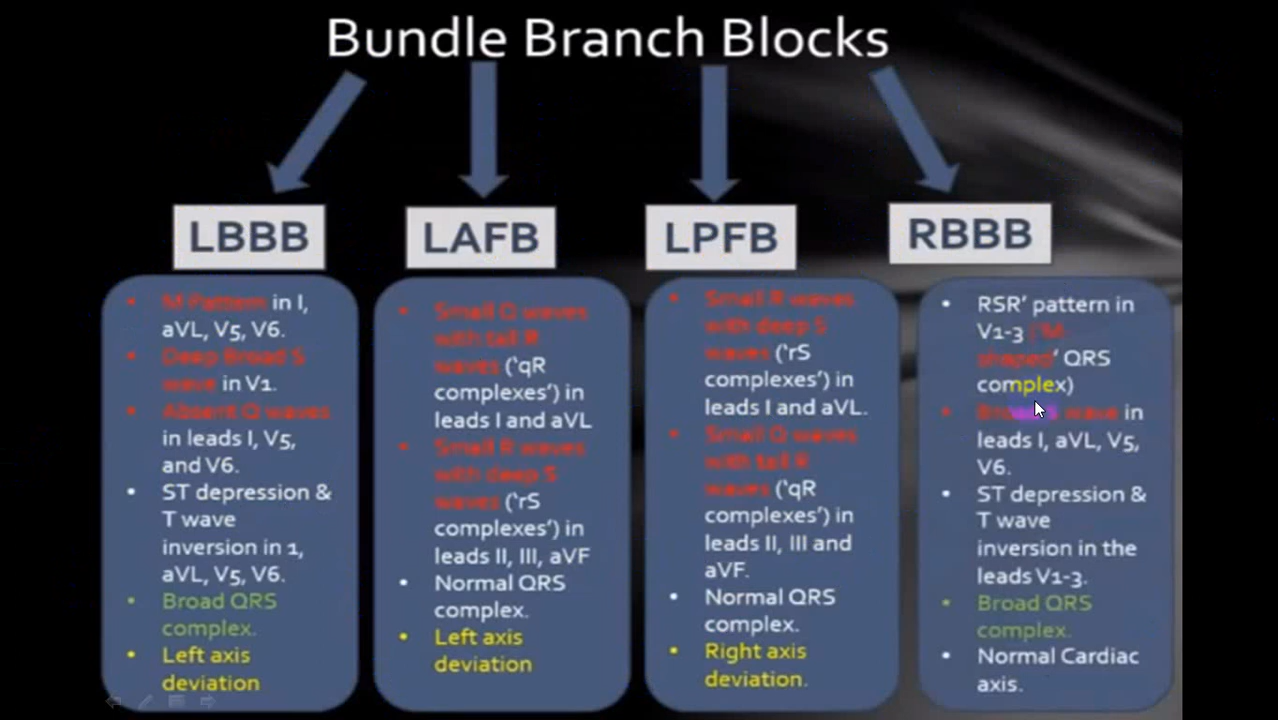 Bundle Branch Blocks
LBBB
• M Pattern in I,
aVL, V5, V6.
• Deep Broad S
wave in V1.
• Absent Q waves
in leads I, V5,
and V6.
• ST depression &
T wave
inversion in 1,
aVL, V5, V6.
• Broad QRS
complex.
• Left axis
deviation
LAFB
• Small Q waves
with tall R
waves (‘qR
complexes’) in
leads I and aVL
• Small R waves
with deep S
waves (‘rS
complexes’) in
leads II, III, aVF
• Normal QRS
complex.
• Left axis
deviation
LPFB
• Small R waves
with deep S
waves (‘rS
complexes’) in
leads I and aVL.
• Small Q waves
with tall R
waves (‘qR
complexes’) in
leads II, III and
aVF.
• Normal QRS
complex.
• Right axis
deviation.
RBBB
• RSR’ pattern in
V1-3 (‘M
shaped’ QRS
complex)
• Broad S wave in
leads I, aVL, V5,
V6.
• ST depression &
T wave
inversion in the
leads V1-3.
• Broad QRS
complex.
• Normal Cardiac
axis.